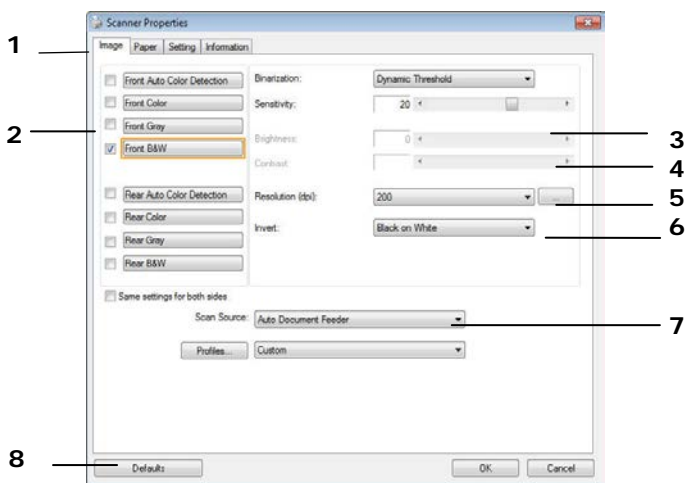 Scanner Properties
1
Image Paper Setting Information
Front Auto Color Detection Binarization: Dynamic Threshold
Front Color Sensitivity: 20
Front Gray
2 Front B&W Brightness: 0 3
Contrast: 4
Rear Auto Color Detection Resolution (dpi): 200 ... 5
Rear Color
Rear Gray Invert: Black on White 6
Rear B&W
Same settings for both sides
Scan Source: Auto Document Feeder 7
Profiles... Custom
8 Defaults OK Cancel